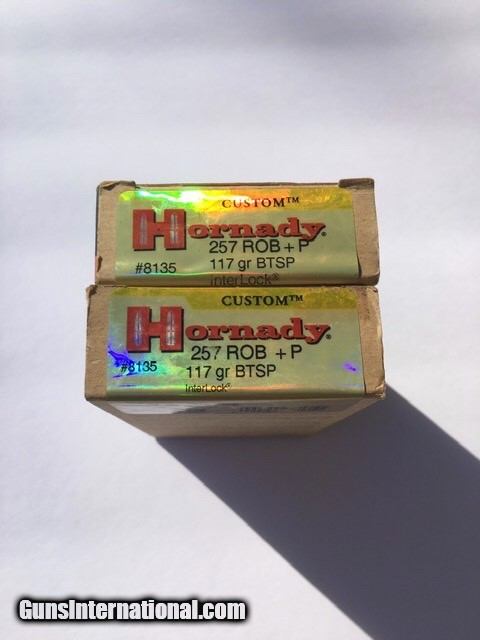 CUSTOM™
Hornady®
257 ROB + P
#8135
117 gr BTSP
InterLock®
CUSTOM™
Hornady®
257 ROB + P
#8135
117 gr BTSP
InterLock®
GunsInternational.com